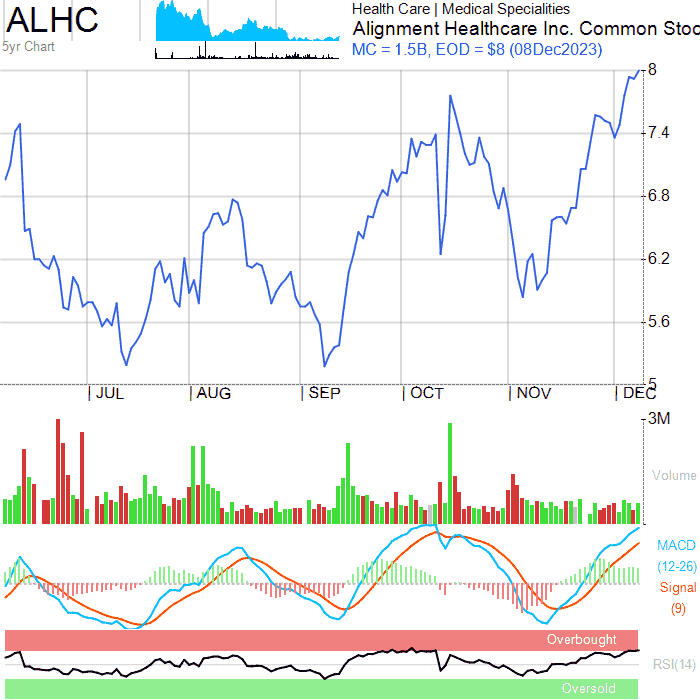 ALHC
5yr Chart
Health Care | Medical Specialities
Alignment Healthcare Inc. Common Stoc
MC = 1.5B, EOD = $8 (08Dec2023)
8
7.4
6.8
6.2
5.6
5
JUL AUG SEP OCT NOV DEC
3M
Volume
MACD
(12-26)
Signal
(9)
Overbought
RSI(14)
Oversold